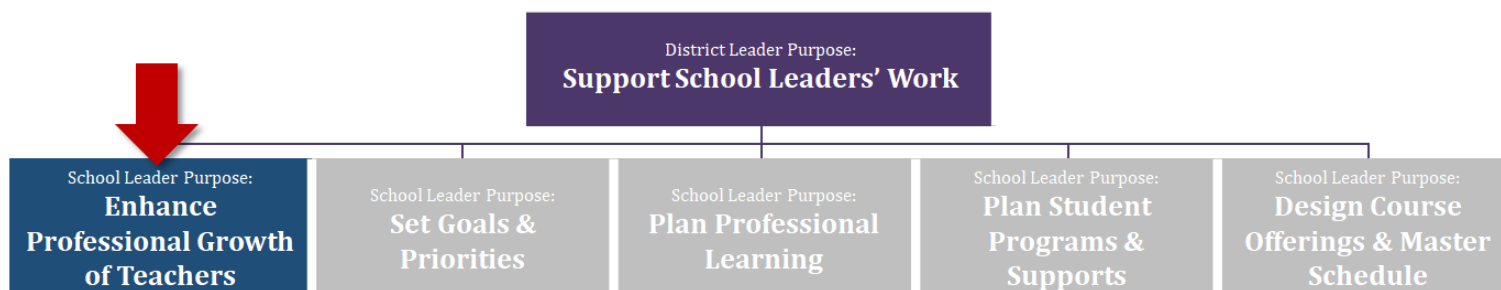 District Leader Purpose:
Support School Leaders’ Work
School Leader Purpose:
Enhance
Professional Growth
of Teachers
School Leader Purpose:
Set Goals &
Priorities
School Leader Purpose:
Plan Professional
Learning
School Leader Purpose:
Plan Student
Programs &
Supports
School Leader Purpose:
Design Course
Offerings & Master
Schedule